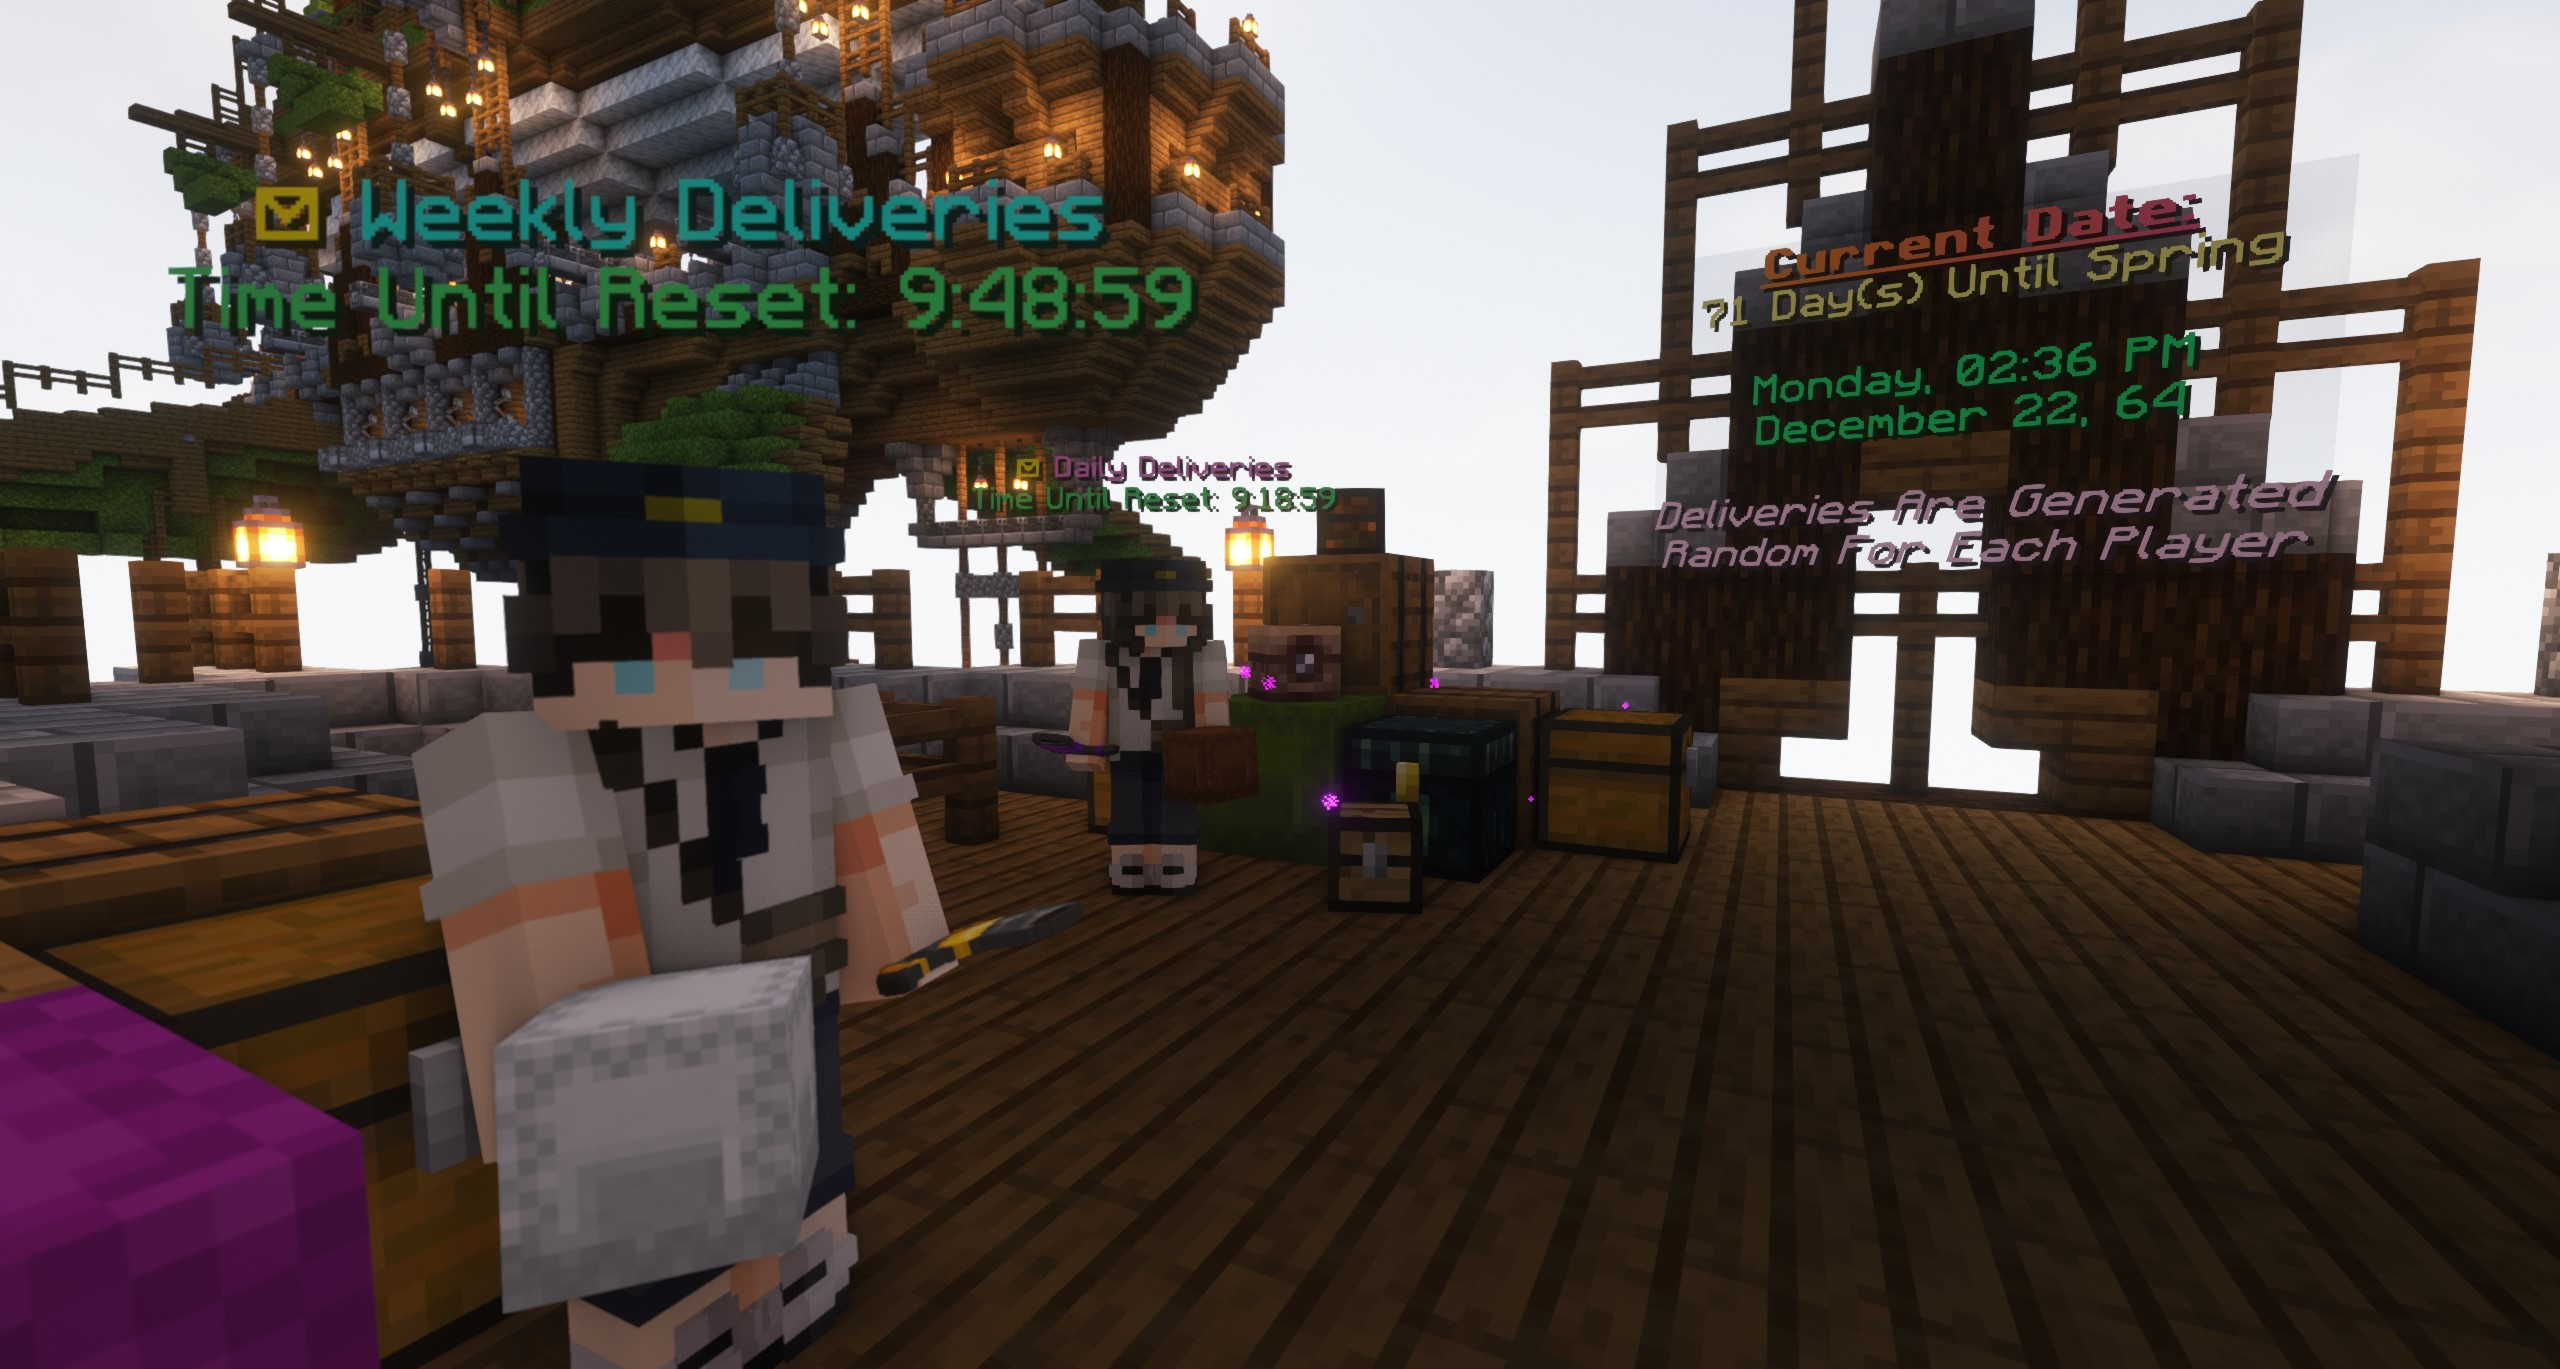 Weekly Deliveries
Time Until Reset: 9:48:59
Daily Deliveries
Time Until Reset: 9:18:59
Current Date:
71 Day(s) Until Spring
Monday, 02:36 PM
December 22, 64
Deliveries Are Generated
Random For Each Player